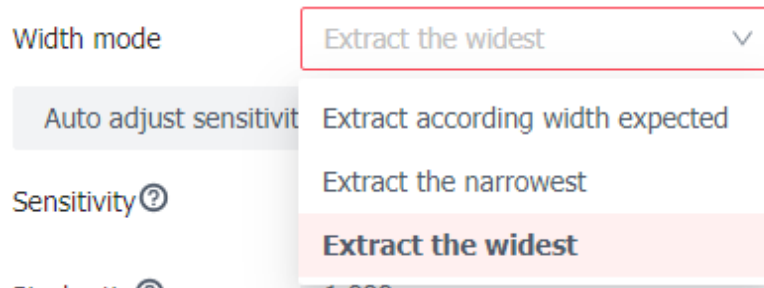 Width mode
Extract the widest
Auto adjust sensitivit
Extract according width expected
Extract the narrowest
Sensitivity
Extract the widest